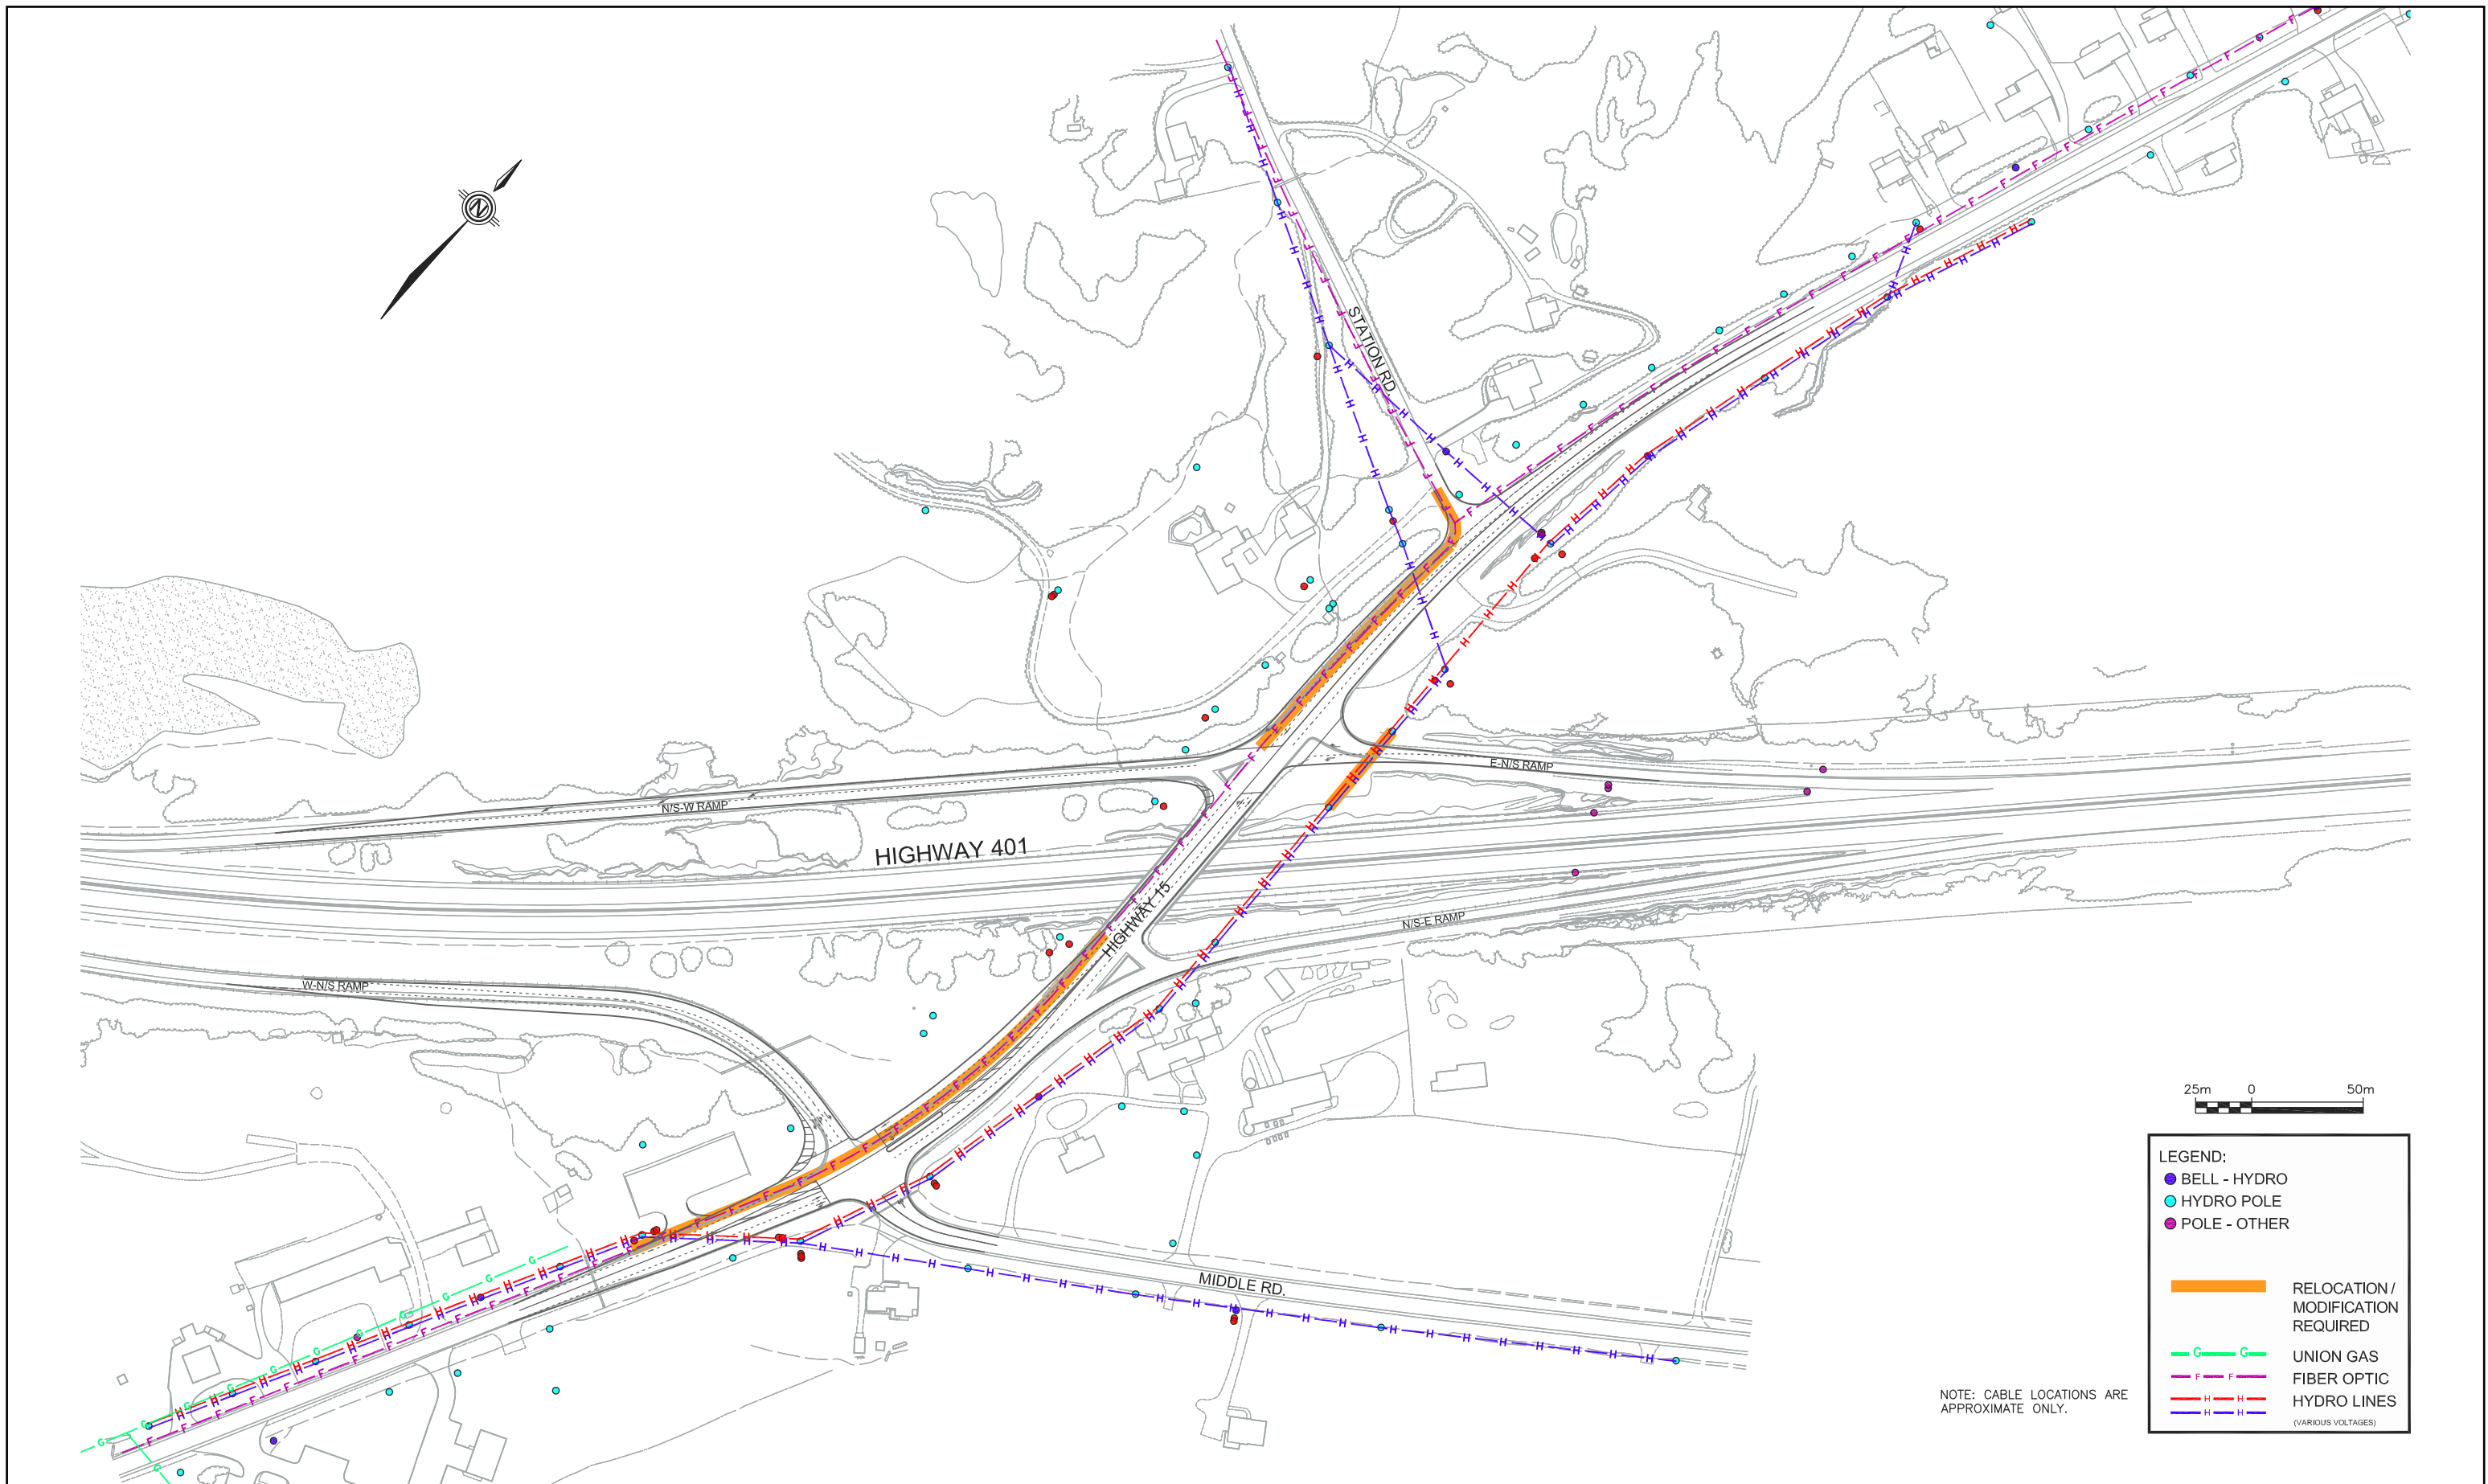 N
STATION RD.
E-N/S RAMP
N/S-W RAMP
HIGHWAY 401
HIGHWAY 15
N/S-E RAMP
W-N/S RAMP
MIDDLE RD.
25m 0 50m
LEGEND:
BELL - HYDRO
HYDRO POLE
POLE - OTHER
RELOCATION /
MODIFICATION
REQUIRED
G G UNION GAS
F F FIBER OPTIC
H H HYDRO LINES
H H
(VARIOUS VOLTAGES)
NOTE: CABLE LOCATIONS ARE
APPROXIMATE ONLY.